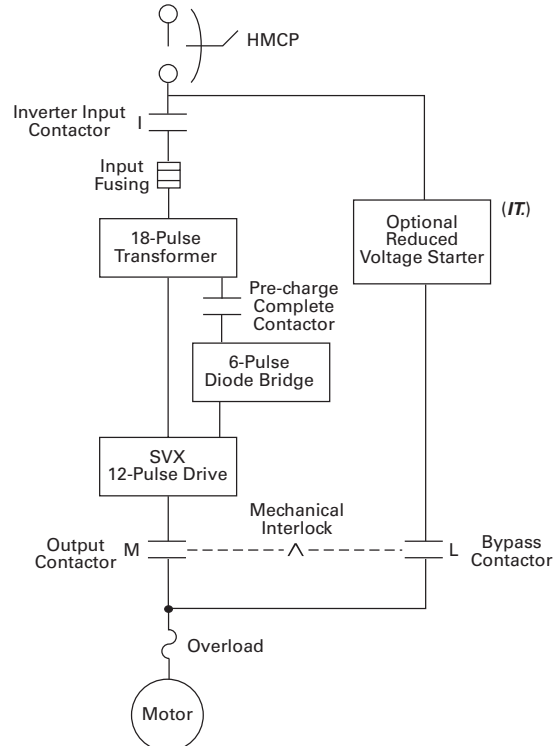 HMCP
Inverter Input
Contactor
I
Input
Fusing
18-Pulse
Transformer
(IT.)
Optional
Reduced
Voltage Starter
Pre-charge
Complete
Contactor
6-Pulse
Diode Bridge
SVX
12-Pulse Drive
Mechanical
Interlock
Output
Contactor
M
L
Bypass
Contactor
Overload
Motor